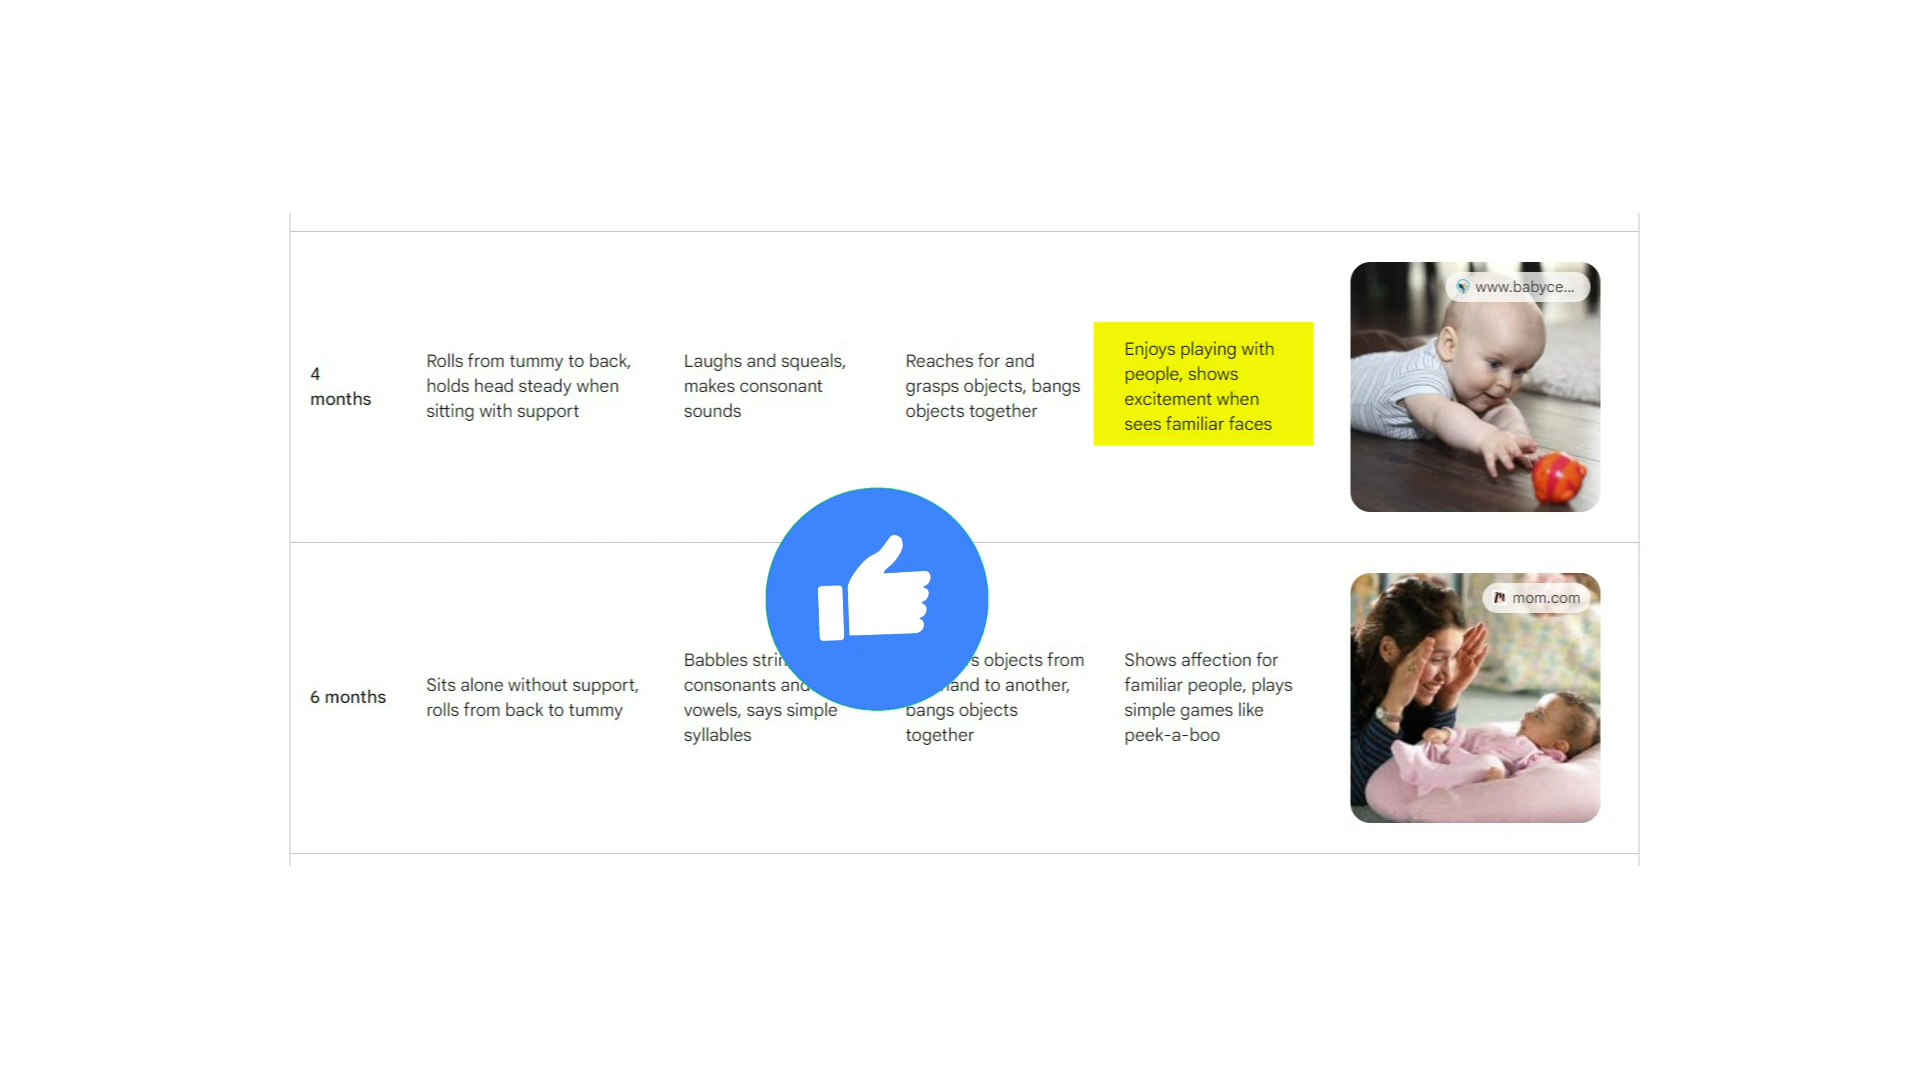 4
months
Rolls from tummy to back,
holds head steady when
sitting with support
Laughs and squeals,
makes consonant
sounds
Reaches for and
grasps objects, bangs
objects together
Enjoys playing with
people, shows
excitement when
sees familiar faces
www.babyce...
6 months
Sits alone without support,
rolls from back to tummy
Babbles
consonants and
vowels, says simple
syllables
objects from
to another,
bangs objects
together
Shows affection for
familiar people, plays
simple games like
peek-a-boo
mom.com